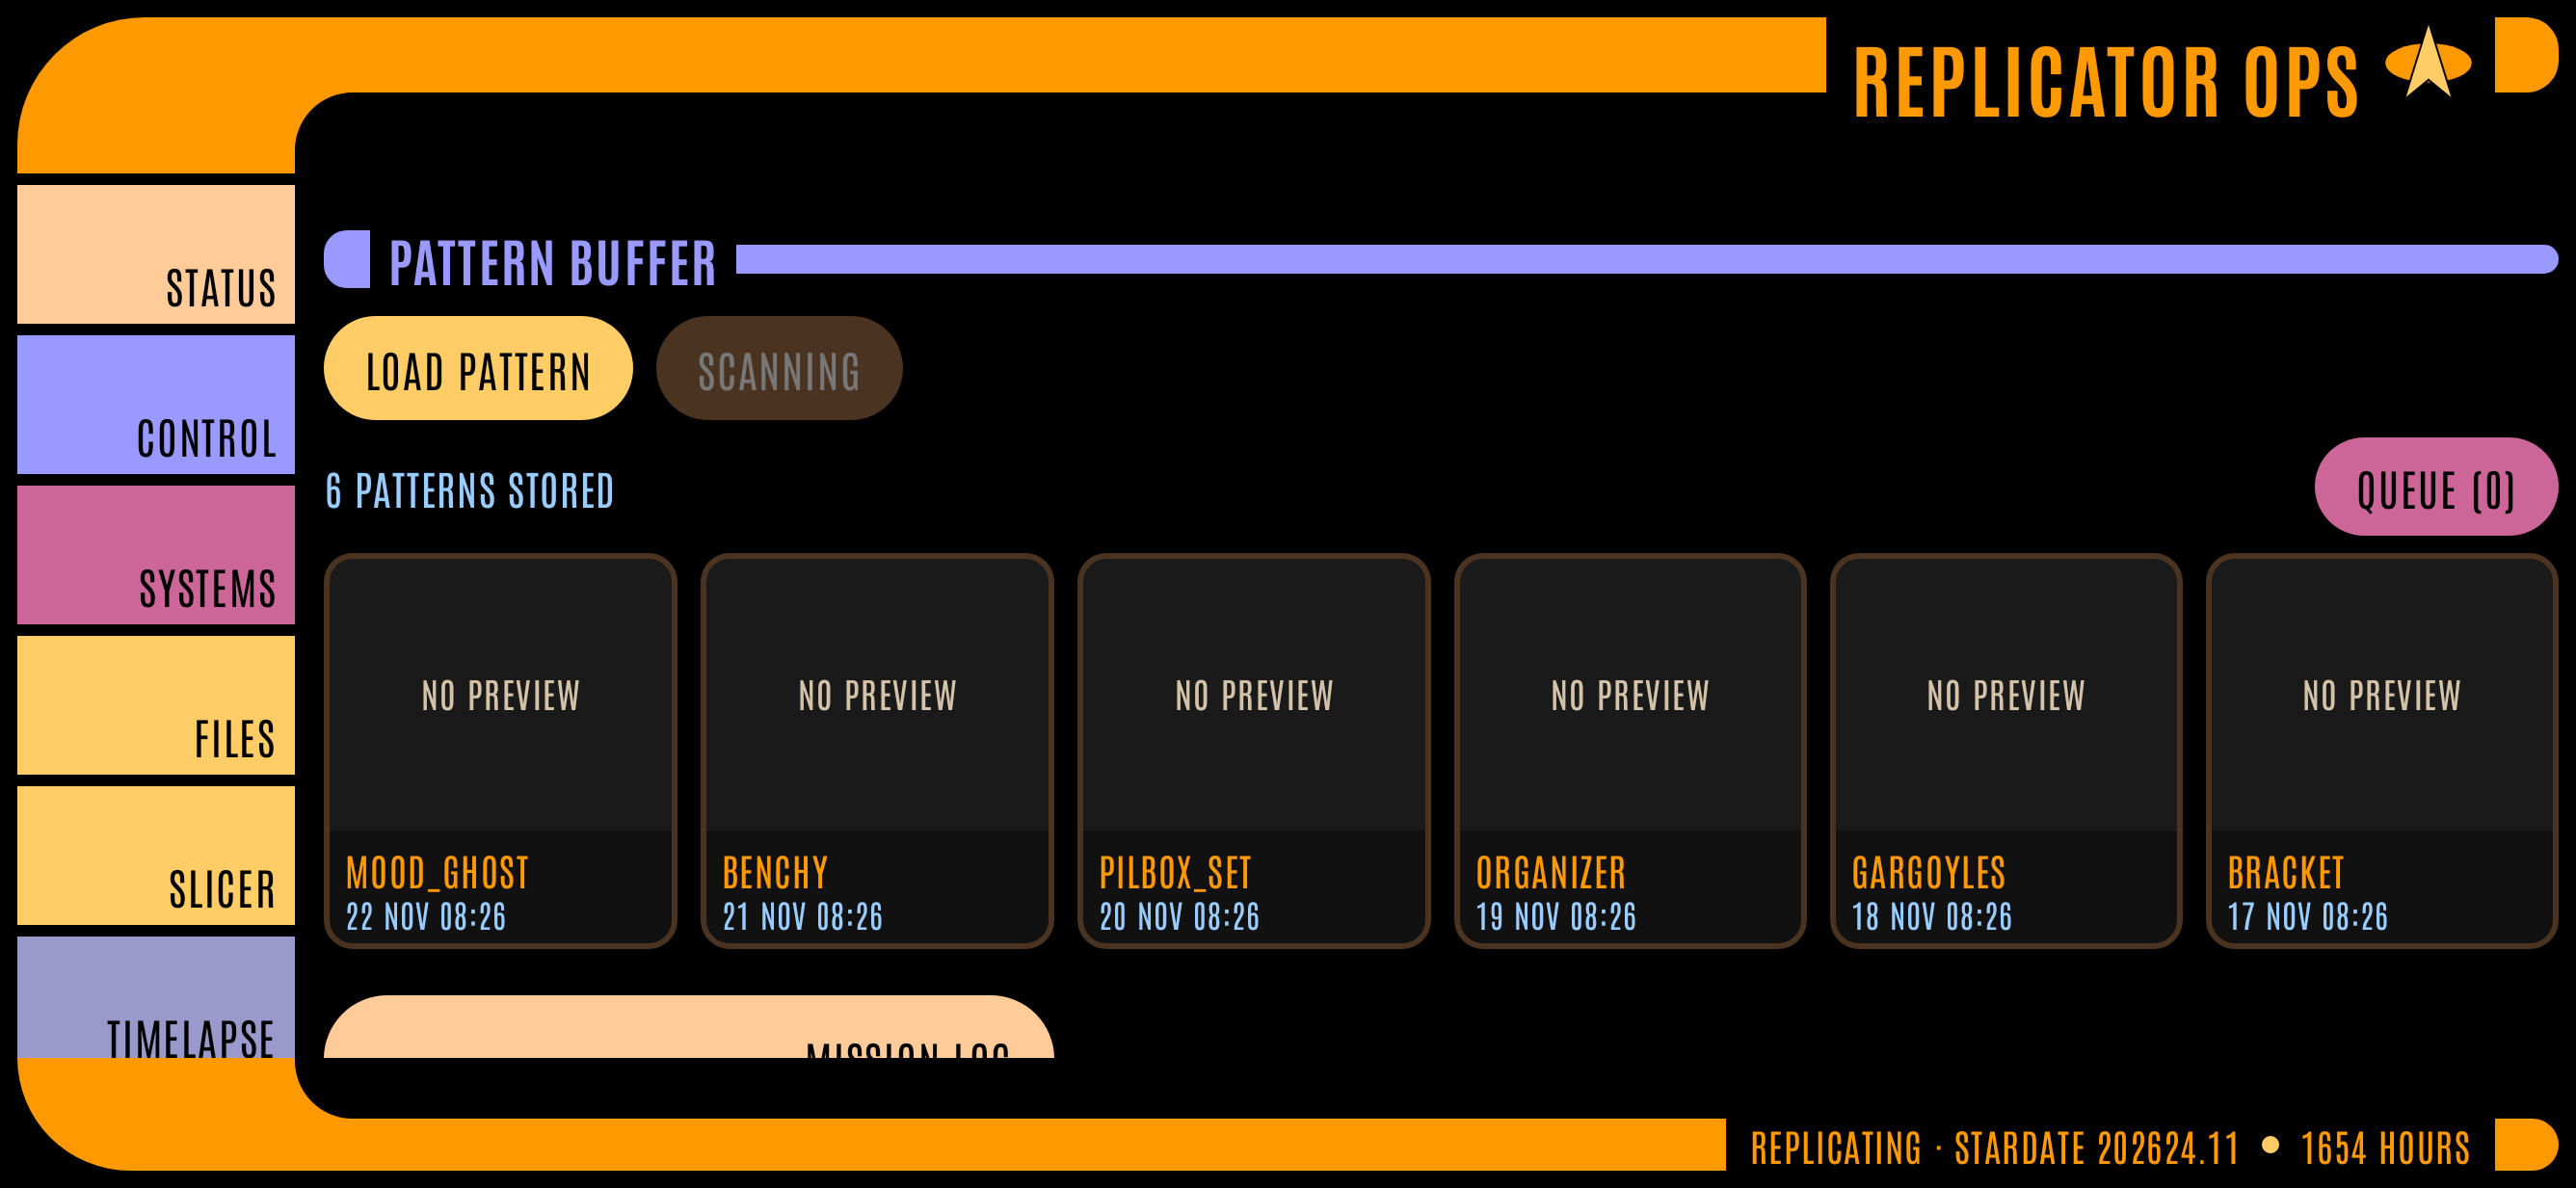 REPLICATOR OPS
STATUS
CONTROL
SYSTEMS
FILES
SLICER
TIMELAPSE
PATTERN BUFFER
LOAD PATTERN
SCANNING
6 PATTERNS STORED
QUEUE (0)
NO PREVIEW
MOOD_GHOST
22 NOV 08:26
NO PREVIEW
BENCHY
21 NOV 08:26
NO PREVIEW
PILBOX_SET
20 NOV 08:26
NO PREVIEW
ORGANIZER
19 NOV 08:26
NO PREVIEW
GARGOYLES
18 NOV 08:26
NO PREVIEW
BRACKET
17 NOV 08:26
MISSION LOG
REPLICATING · STARDATE 202624.11 • 1654 HOURS